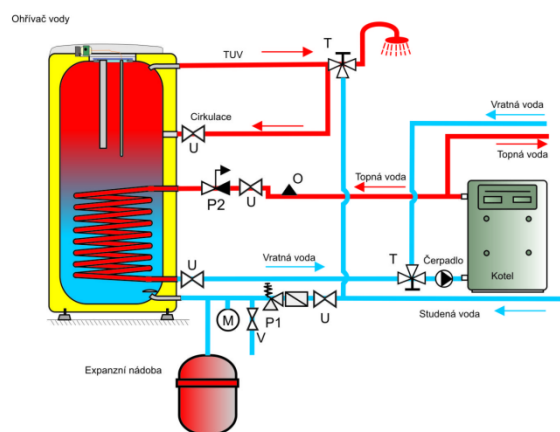 Ohřívač vody
TUV
T
Cirkulace
U
Vratná voda
Topná voda
Topná voda
O
P2
U
U
Vratná voda
T
Čerpadlo
Kotel
M
V
P1
U
Studená voda
Expanzní nádoba